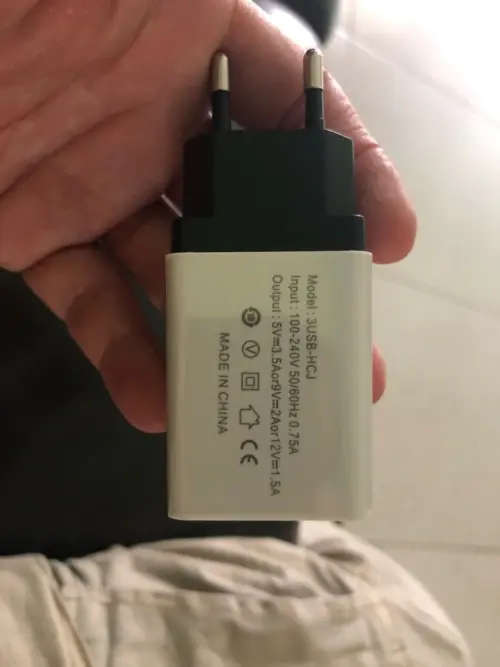 Model : 3USB-HCJ
Input : 100-240V 50/60Hz 0.75A
Output : 5V⎓3.5Aor9V⎓2Aor12V⎓1.5A
V CE
MADE IN CHINA